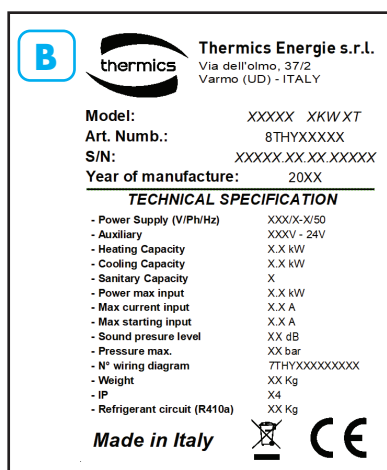 B
thermics
Thermics Energie s.r.l.
Via dell'olmo, 37/2
Varmo (UD) - ITALY
Model: XXXXX XKW XT
Art. Numb.: 8THYXXXXX
S/N: XXXXX.XX.XX.XXXXX
Year of manufacture: 20XX
TECHNICAL SPECIFICATION
- Power Supply (V/Ph/Hz) XXX/X-X/50
- Auxiliary XXXV - 24V
- Heating Capacity X.X kW
- Cooling Capacity X.X kW
- Sanitary Capacity X
- Power max input X.X kW
- Max current input X.X A
- Max starting input X.X A
- Sound pressure level XX dB
- Pressure max. XX bar
- N° wiring diagram 7THYXXXXXXXXX
- Weight XX Kg
- IP X4
- Refrigerant circuit (R410a) XX Kg
Made in Italy CE